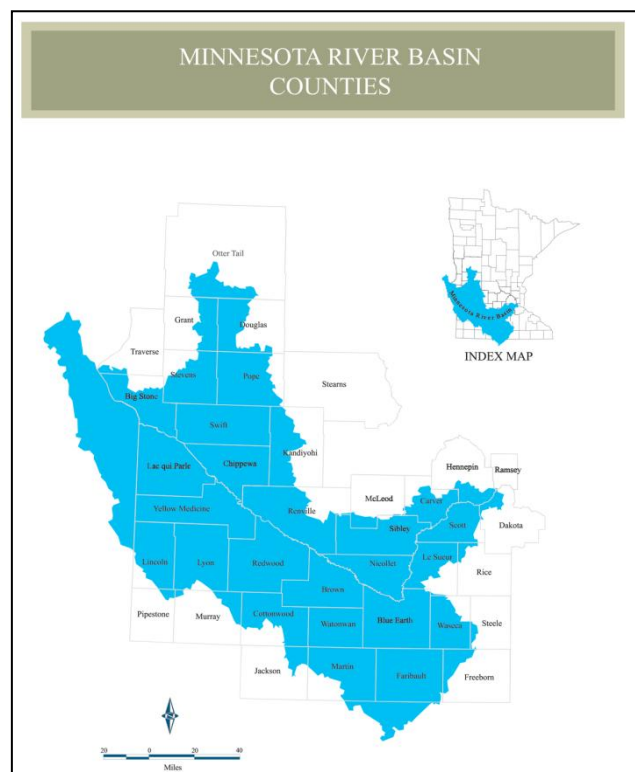 MINNESOTA RIVER BASIN
COUNTIES
Otter Tail
Grant
Douglas
Traverse
Minnesota River Basin
INDEX MAP
Stevens
Pope
Stearns
Big Stone
Swift
Kandiyohi
Lac qui Parle
Chippewa
Hennepin
Ramsey
McLeod
Carver
Yellow Medicine
Renville
Sibley
Scott
Dakota
Lincoln
Lyon
Redwood
Nicollet
Le Sueur
Rice
Brown
Pipestone
Murray
Cottonwood
Watonwan
Blue Earth
Waseca
Steele
Jackson
Martin
Faribault
Freeborn
N
20 0 20 40
Miles